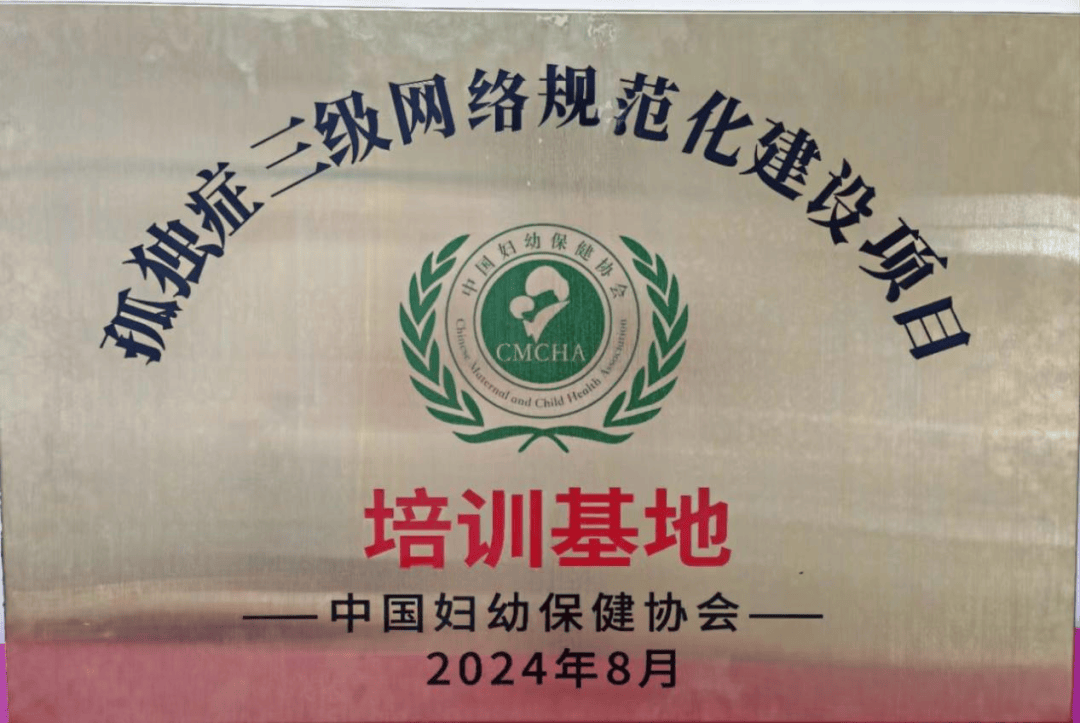 孤独症三级网络规范化建设项目
中国妇幼保健协会
CMCHA
Chinese Maternal and Child Health Association
培训基地
中国妇幼保健协会
2024年8月